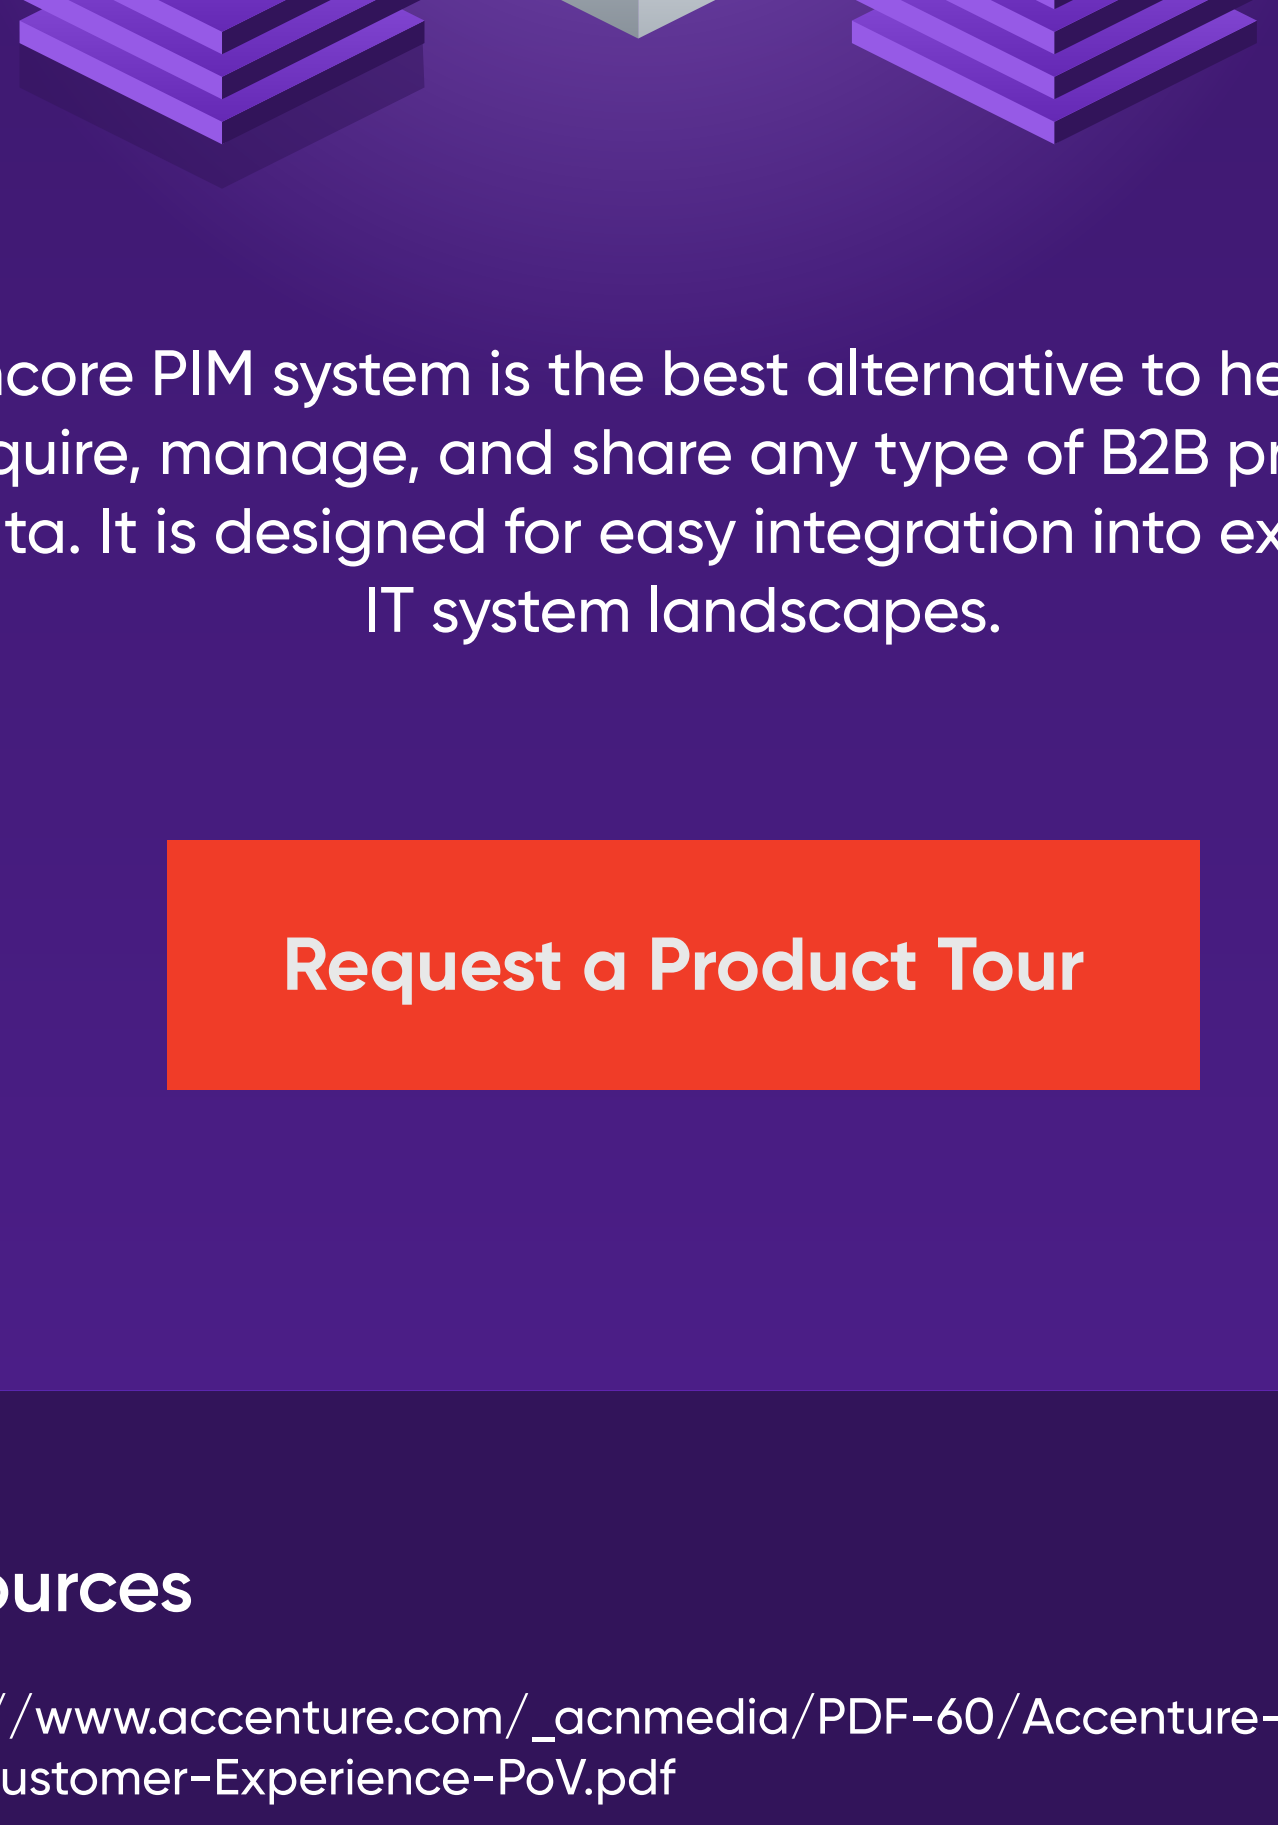 ncore PIM system is the best alternative to he
quire, manage, and share any type of B2B pr
ta. It is designed for easy integration into ex
IT system landscapes.
Request a Product Tour
ources
//www.accenture.com/_acnmedia/PDF-60/Accenture-
ustomer-Experience-PoV.pdf